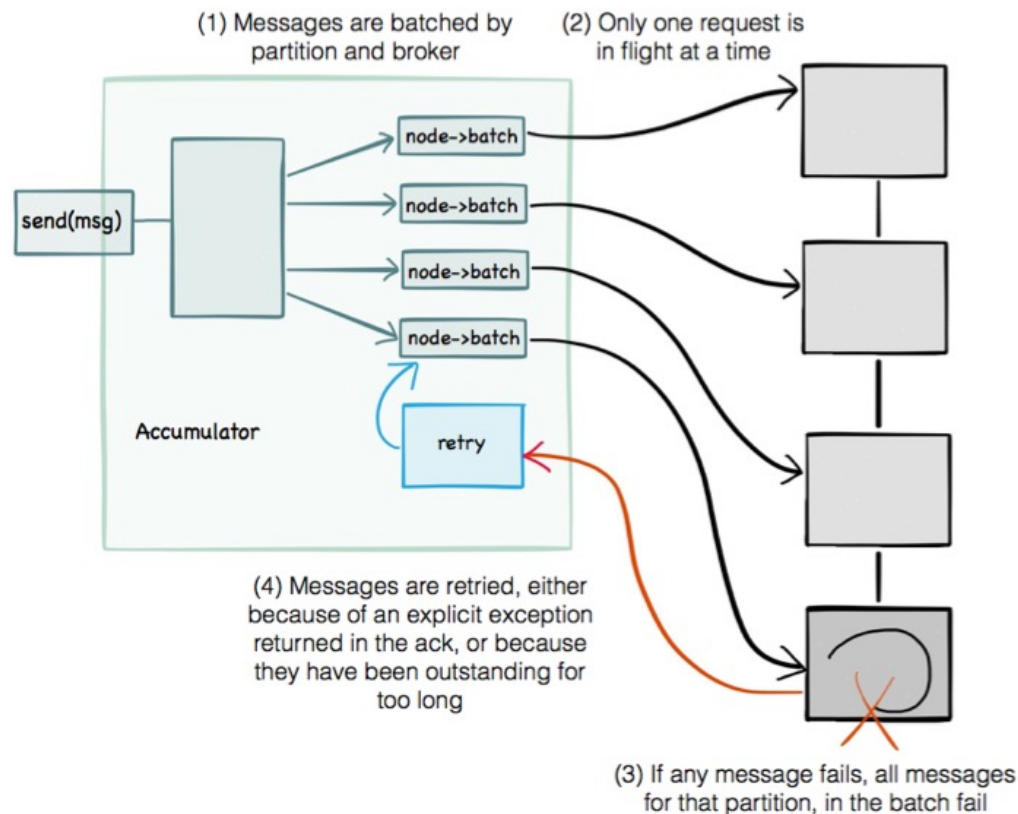 (1) Messages are batched by
partition and broker
(2) Only one request is
in flight at a time
send(msg)
node->batch
node->batch
node->batch
node->batch
retry
Accumulator
(4) Messages are retried, either
because of an explicit exception
returned in the ack, or because
they have been outstanding for
too long
(3) If any message fails, all messages
for that partition, in the batch fail